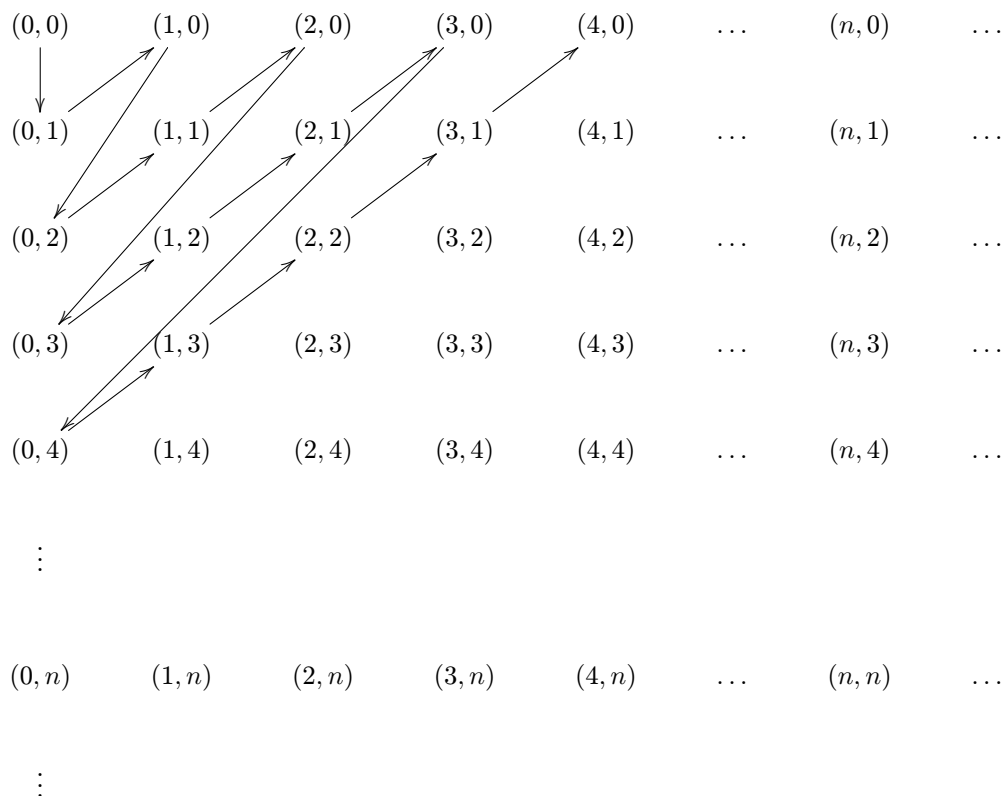 (0, 0) (1, 0) (2, 0) (3, 0) (4, 0) … (n, 0) …
(0, 1) (1, 1) (2, 1) (3, 1) (4, 1) … (n, 1) …
(0, 2) (1, 2) (2, 2) (3, 2) (4, 2) … (n, 2) …
(0, 3) (1, 3) (2, 3) (3, 3) (4, 3) … (n, 3) …
(0, 4) (1, 4) (2, 4) (3, 4) (4, 4) … (n, 4) …
⋮
(0, n) (1, n) (2, n) (3, n) (4, n) … (n, n) …
⋮